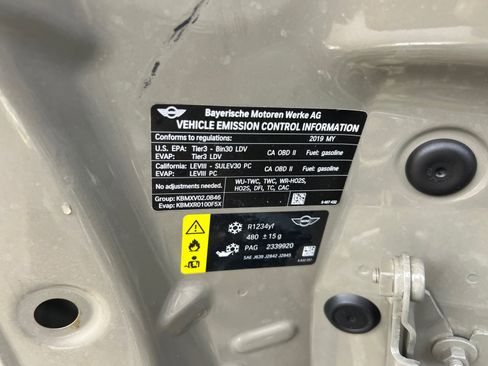 Bayerische Motoren Werke AG
VEHICLE EMISSION CONTROL INFORMATION
Conforms to regulations: 2019 MY
U.S. EPA: Tier3 - Bin30 LDV CA OBD II Fuel: gasoline
EVAP: Tier3 LDV
California: LEVIII - SULEV30 PC CA OBD II Fuel: gasoline
EVAP: LEVIII PC
No adjustments needed. WU-TWC, TWC, WR-HO2S,
HO2S, DFI, TC, CAC
Group: KBMXV02.0B46
EVAP: KBMXR0100F5X
R1234yf
480 ± 15 g
PAG 2339920
SAE J639 J2842 J2845